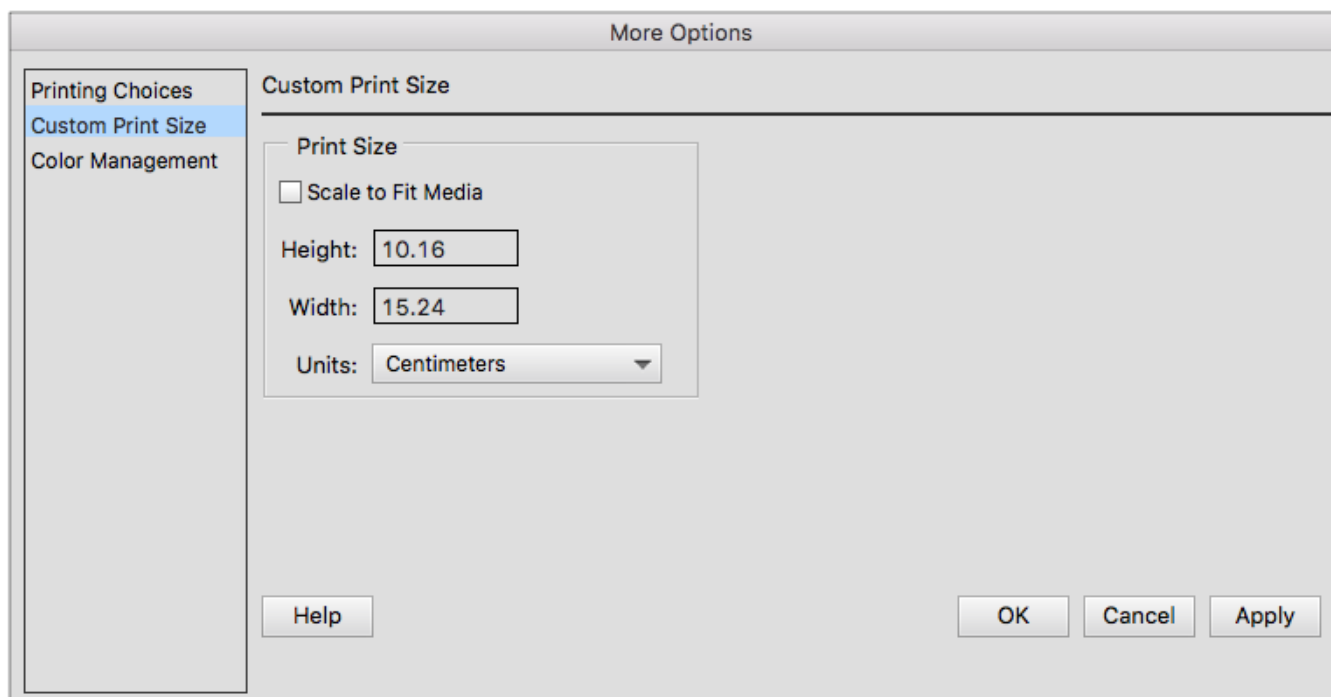 More Options
Printing Choices
Custom Print Size
Color Management
Custom Print Size
Print Size
Scale to Fit Media
Height: 10.16
Width: 15.24
Units: Centimeters
Help
OK
Cancel
Apply